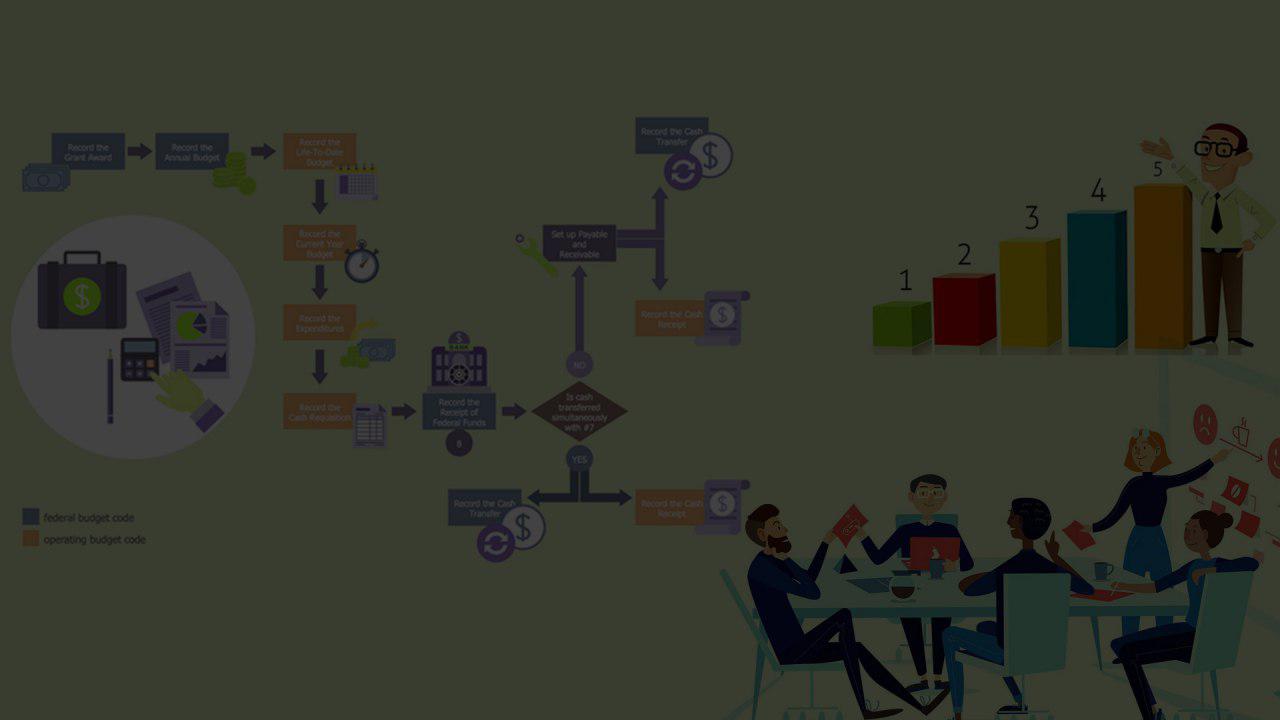 Record the
Grant Award
Record the
Annual Budget
Record the
Life-To-Date
Budget
Record the
Current Year
Budget
Record the
Expenditures
Record the
Cash Requisition
BANK
Record the
Receipt of
Federal Funds
8
Is cash
transferred
simultaneously
with #7?
NO
YES
Set up Payable
and
Receivable
Record the Cash
Transfer
$
Record the Cash
Receipt
$
Record the Cash
Transfer
$
Record the Cash
Receipt
$
$
$
federal budget code
operating budget code
1
2
3
4
5